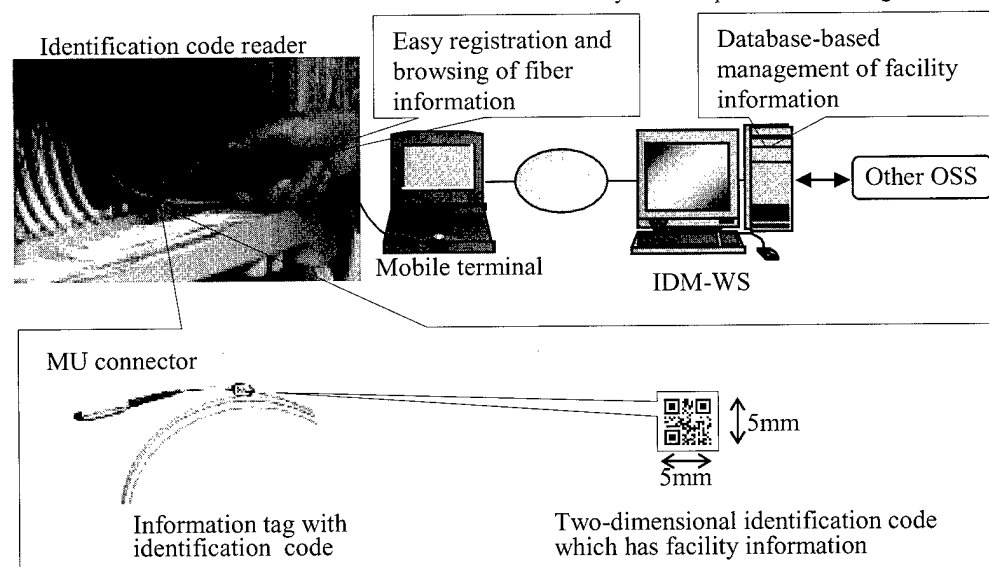 Identification code reader
Easy registration and
browsing of fiber
information
Database-based
management of facility
information
Other OSS
Mobile terminal
IDM-WS
MU connector
5mm
5mm
Information tag with
identification code
Two-dimensional identification code
which has facility information